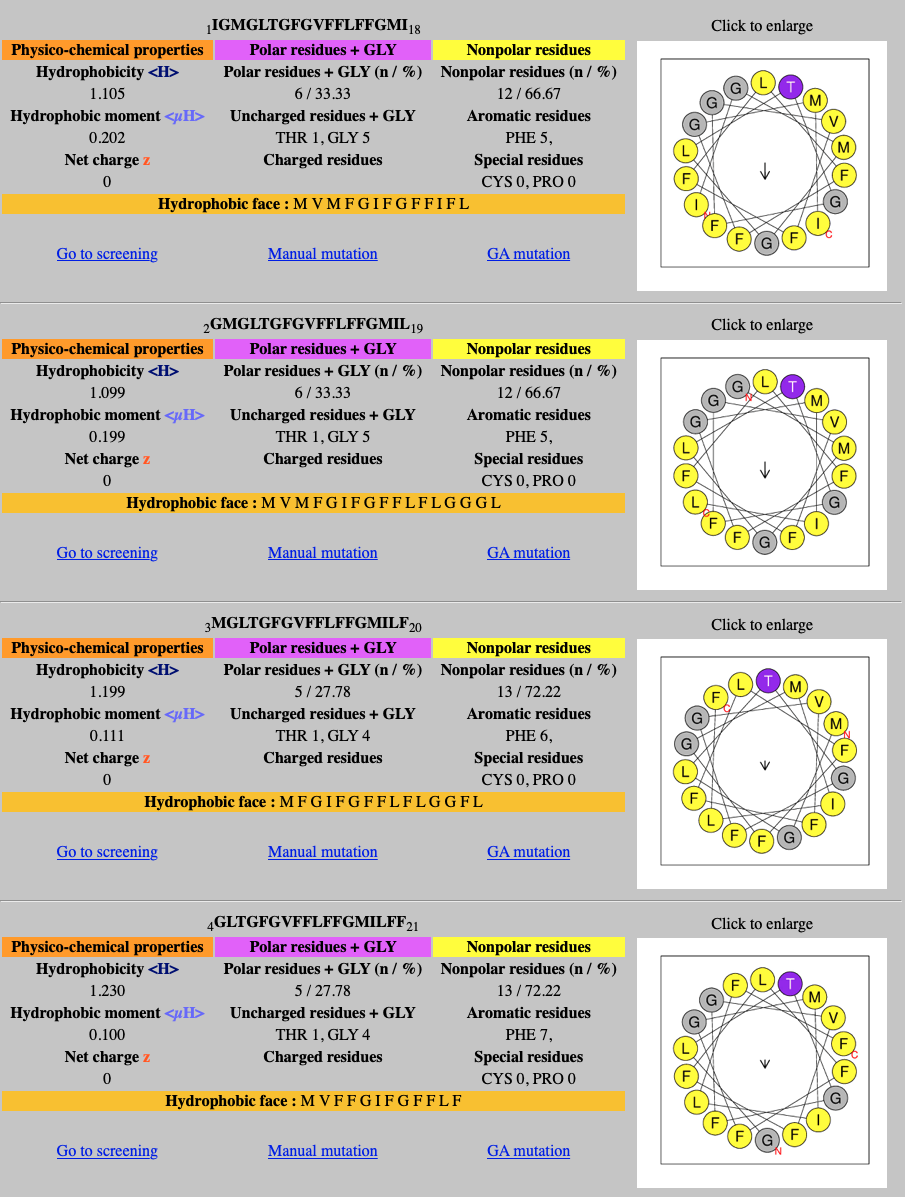 1IGMGLTGFGVFFLFFGMI18
Click to enlarge
Physico-chemical properties Polar residues + GLY Nonpolar residues
Hydrophobicity <H> Polar residues + GLY (n / %) Nonpolar residues (n / %)
1.105 6 / 33.33 12 / 66.67
Hydrophobic moment <μH> Uncharged residues + GLY Aromatic residues
0.202 THR 1, GLY 5 PHE 5,
Net charge z Charged residues Special residues
0 CYS 0, PRO 0
Hydrophobic face : M V M F G I F G F F I F L
Go to screening Manual mutation GA mutation
L T M V M F G I C F G F F N I F L G G G
2GMGLTGFGVFFLFFGMIL19
Click to enlarge
Physico-chemical properties Polar residues + GLY Nonpolar residues
Hydrophobicity <H> Polar residues + GLY (n / %) Nonpolar residues (n / %)
1.099 6 / 33.33 12 / 66.67
Hydrophobic moment <μH> Uncharged residues + GLY Aromatic residues
0.199 THR 1, GLY 5 PHE 5,
Net charge z Charged residues Special residues
0 CYS 0, PRO 0
Hydrophobic face : M V M F G I F G F F L F L G G G L
Go to screening Manual mutation GA mutation
L T M V M F G I F G F F C L F L G G G N
3MGLTGFGVFFLFFGMILF20
Click to enlarge
Physico-chemical properties Polar residues + GLY Nonpolar residues
Hydrophobicity <H> Polar residues + GLY (n / %) Nonpolar residues (n / %)
1.199 5 / 27.78 13 / 72.22
Hydrophobic moment <μH> Uncharged residues + GLY Aromatic residues
0.111 THR 1, GLY 4 PHE 6,
Net charge z Charged residues Special residues
0 CYS 0, PRO 0
Hydrophobic face : M F G I F G F F L F L G G F L
Go to screening Manual mutation GA mutation
T M V M N F G I F G F F L F L G G F C L
4GLTGFGVFFLFFGMILFF21
Click to enlarge
Physico-chemical properties Polar residues + GLY Nonpolar residues
Hydrophobicity <H> Polar residues + GLY (n / %) Nonpolar residues (n / %)
1.230 5 / 27.78 13 / 72.22
Hydrophobic moment <μH> Uncharged residues + GLY Aromatic residues
0.100 THR 1, GLY 4 PHE 7,
Net charge z Charged residues Special residues
0 CYS 0, PRO 0
Hydrophobic face : M V F F G I F G F F L F
Go to screening Manual mutation GA mutation
L T M V F C F G I F G N F F L F L G G F